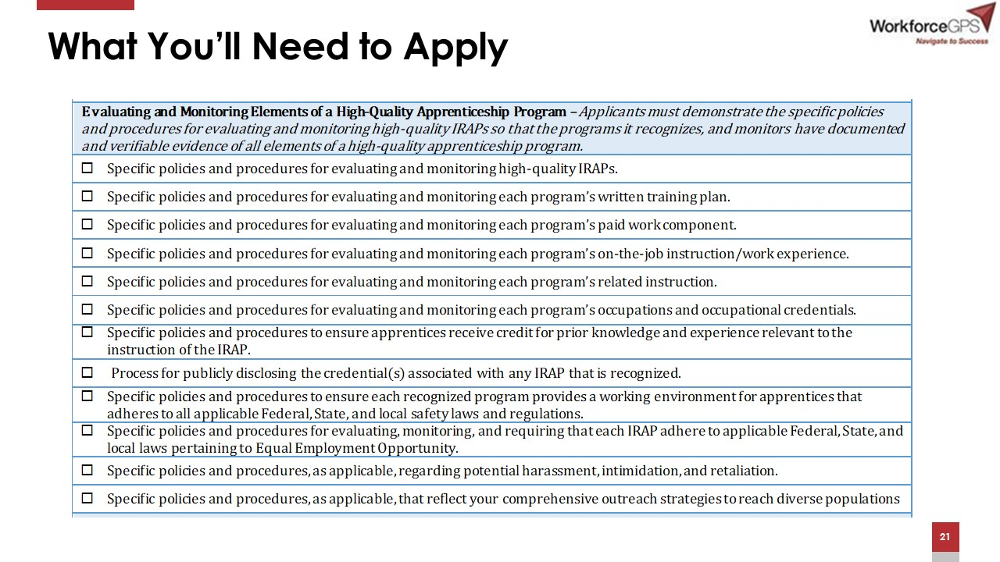 WorkforceGPS
Navigate to Success
What You’ll Need to Apply
Evaluating and Monitoring Elements of a High-Quality Apprenticeship Program – Applicants must demonstrate the specific policies
and procedures for evaluating and monitoring high-quality IRAPs so that the programs it recognizes, and monitors have documented
and verifiable evidence of all elements of a high-quality apprenticeship program.
☐ Specific policies and procedures for evaluating and monitoring high-quality IRAPs.
☐ Specific policies and procedures for evaluating and monitoring each program’s written training plan.
☐ Specific policies and procedures for evaluating and monitoring each program’s paid work component.
☐ Specific policies and procedures for evaluating and monitoring each program’s on-the-job instruction/work experience.
☐ Specific policies and procedures for evaluating and monitoring each program’s related instruction.
☐ Specific policies and procedures for evaluating and monitoring each program’s occupations and occupational credentials.
☐ Specific policies and procedures to ensure apprentices receive credit for prior knowledge and experience relevant to the
instruction of the IRAP.
☐ Process for publicly disclosing the credential(s) associated with any IRAP that is recognized.
☐ Specific policies and procedures to ensure each recognized program provides a working environment for apprentices that
adheres to all applicable Federal, State, and local safety laws and regulations.
☐ Specific policies and procedures for evaluating, monitoring, and requiring that each IRAP adhere to applicable Federal, State, and
local laws pertaining to Equal Employment Opportunity.
☐ Specific policies and procedures, as applicable, regarding potential harassment, intimidation, and retaliation.
☐ Specific policies and procedures, as applicable, that reflect your comprehensive outreach strategies to reach diverse populations
21